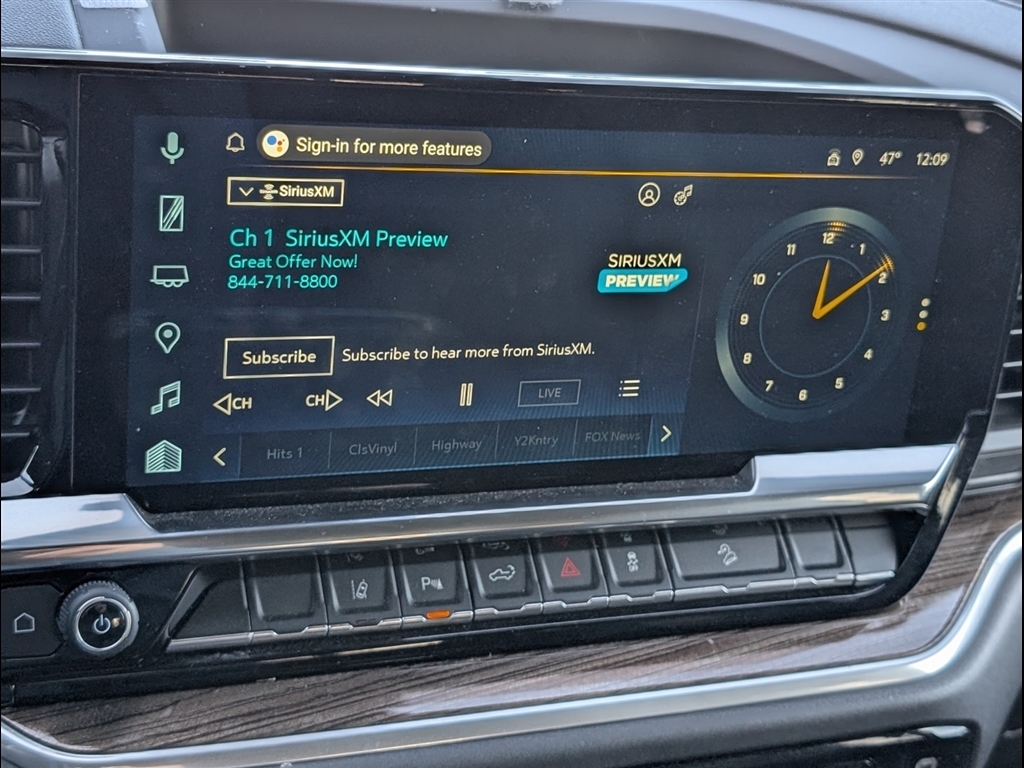 Sign-in for more features
47° 12:09
SiriusXM
Ch 1 SiriusXM Preview
Great Offer Now!
844-711-8800
SIRIUSXM
PREVIEW
12
1
2
3
4
5
6
7
8
9
10
11
Subscribe Subscribe to hear more from SiriusXM.
CH CH LIVE
Hits 1 ClsVinyl Highway Y2Kntry FOX News
P